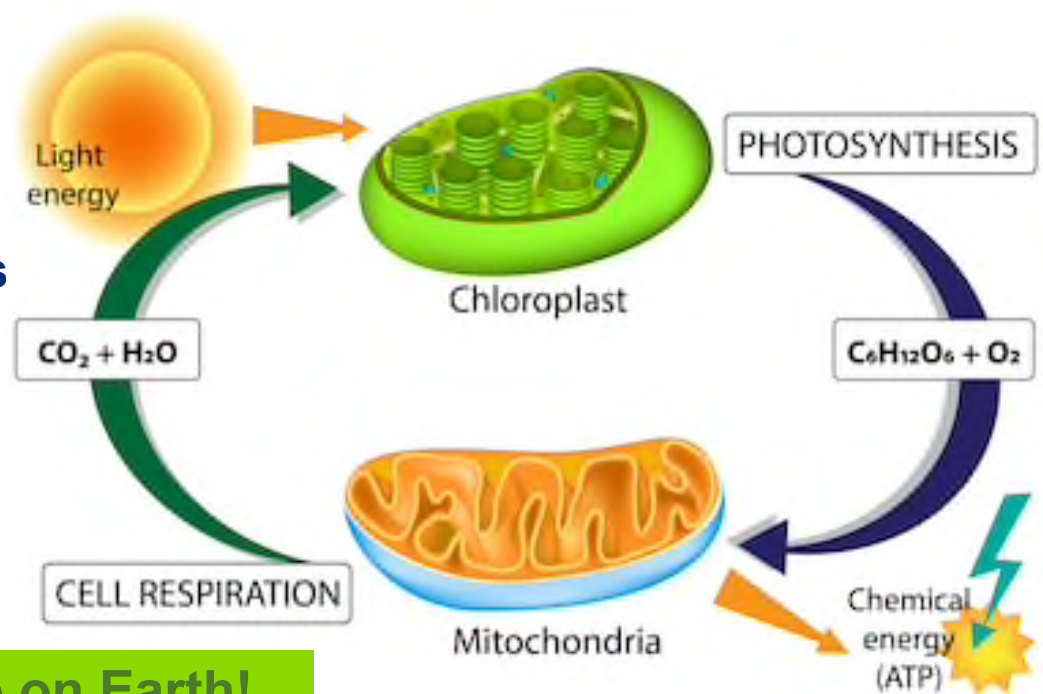 Light
energy
PHOTOSYNTHESIS
s
Chloroplast
CO₂ + H₂O
C₆H₁₂O₆ + O₂
CELL RESPIRATION
Mitochondria
Chemical
energy
(ATP)
on Earth!